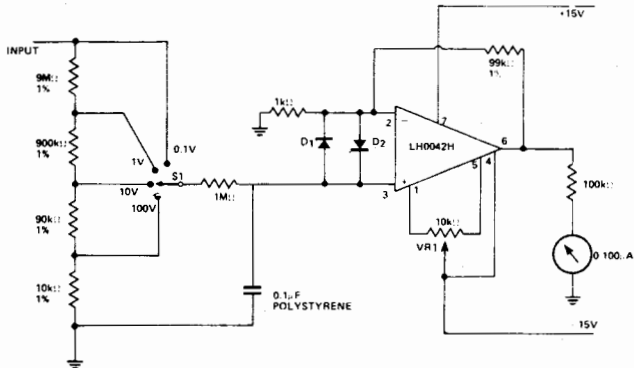 +15V
INPUT
9MΩ
1%
99kΩ
1%
1kΩ
0.1V
900kΩ
1%
1V
2
−
7
D1
D2
LH0042H
6
S1
5
4
10V
100V
1MΩ
3
+
1
100kΩ
90kΩ
1%
10kΩ
VR1
0 100μA
10kΩ
1%
0.1μF
POLYSTYRENE
15V